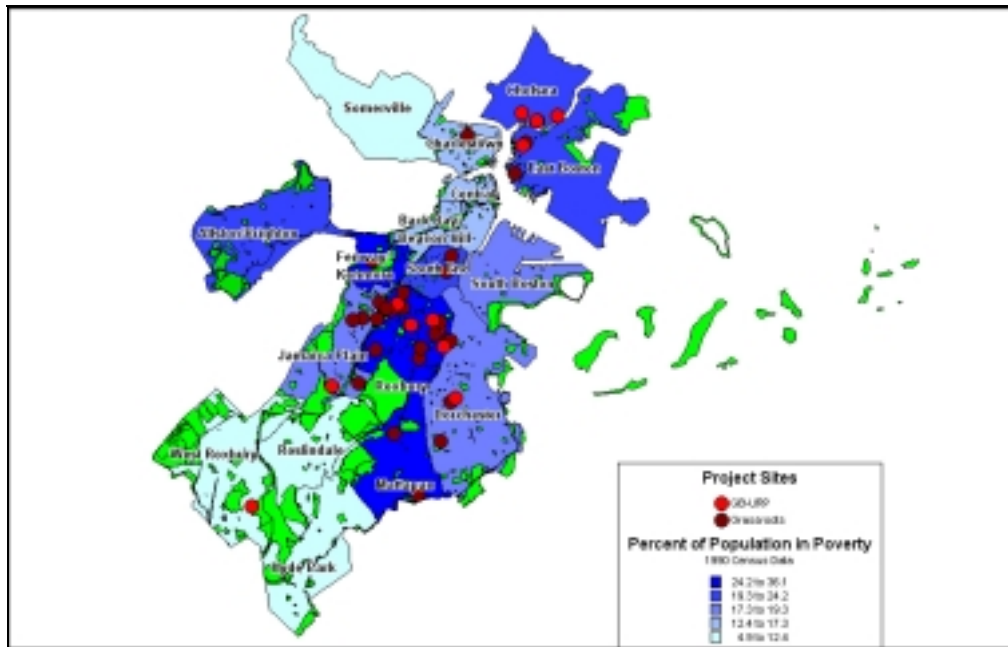 Chelsea
Somerville
Charlestown
East Boston
Central
Allston Brighton
Back Bay
Beacon Hill
Fenway
Kenmore
South End
South Boston
Jamaica Plain
Roxbury
Dorchester
Roslindale
West Roxbury
Mattapan
Hyde Park
Project Sites
GB-URP
Grassroots
Percent of Population in Poverty
1990 Census Data
24.2 to 36.1
19.3 to 24.2
17.3 to 19.3
12.4 to 17.3
4.9 to 12.4